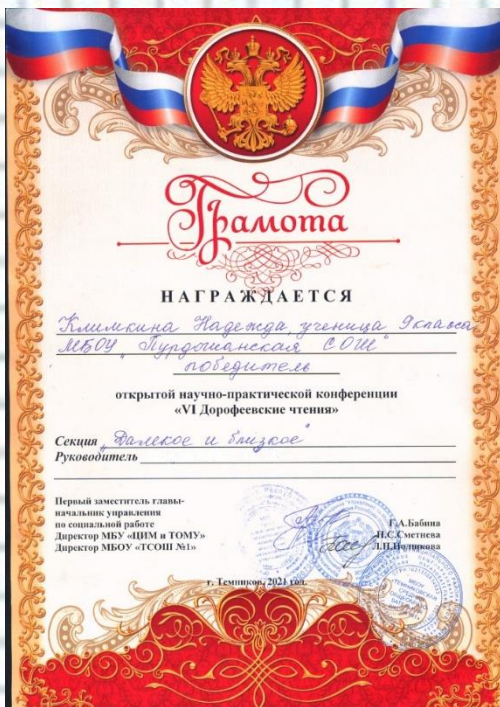 Грамота
НАГРАЖДАЕТСЯ
Климкина Надежда, ученица 9 класса
МБОУ "Пурдошанская СОШ"
победитель
открытой научно-практической конференции
«VI Дорофеевские чтения»
Секция "Далекое и близкое"
Руководитель
Первый заместитель главы-
начальник управления
по социальной работе Г.А.Бабина
Директор МБУ «ЦИМ и ТОМУ» Н.С.Сметнева
Директор МБОУ «ТСОШ №1»
г. Темников, 2021 год.